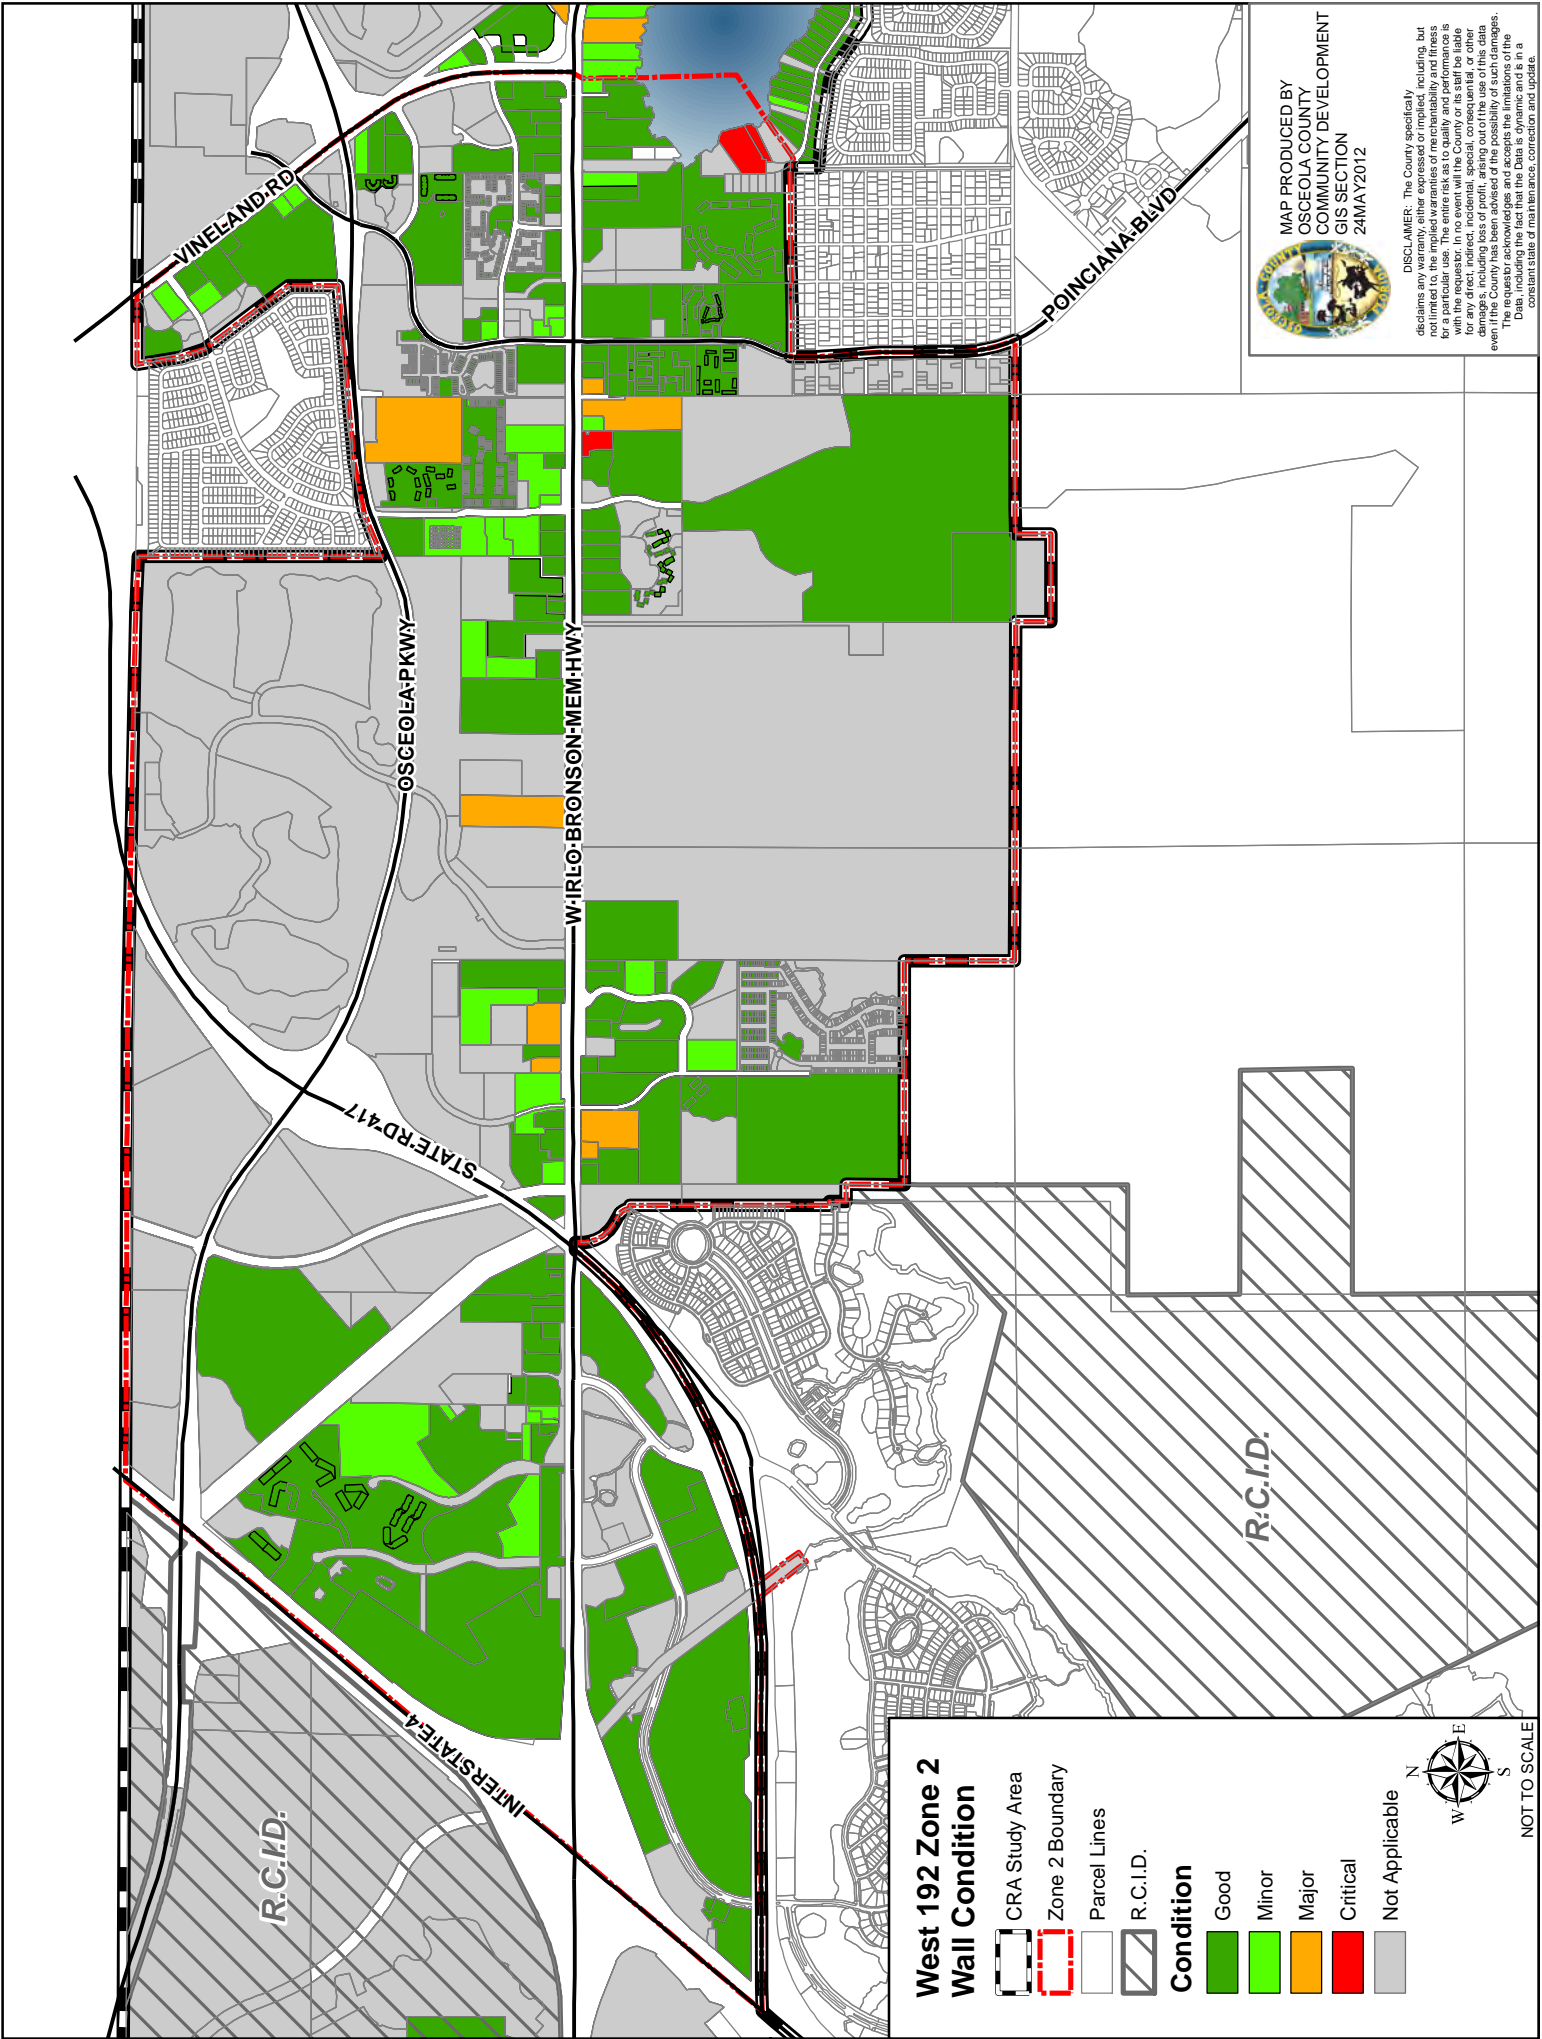 VINELAND RD
OSCEOLA PKWY
W IRLO BRONSON MEM HWY
STATE RD 417
INTERSTATE 4
POINCIANA BLVD
R.C.I.D.
R.C.I.D.
West 192 Zone 2
Wall Condition
CRA Study Area
Zone 2 Boundary
Parcel Lines
R.C.I.D.
Condition
Good
Minor
Major
Critical
Not Applicable
N
W
E
S
NOT TO SCALE
MAP PRODUCED BY
OSCEOLA COUNTY
COMMUNITY DEVELOPMENT
GIS SECTION
24MAY2012
DISCLAIMER: The County specifically
disclaims any warranty, either expressed or implied, including, but
not limited to, the implied warranties of merchantability and fitness
for a particular use. The entire risk as to quality and performance is
with the requestor. In no event will the County or its staff be liable
for any direct, indirect, incidental, special, consequential, or other
damages, including loss of profit, arising out of the use of this data
even if the County has been advised of the possibility of such damages.
The requestor acknowledges and accepts the limitations of the
Data, including the fact that the Data is dynamic and is in a
constant state of maintenance, correction and update.